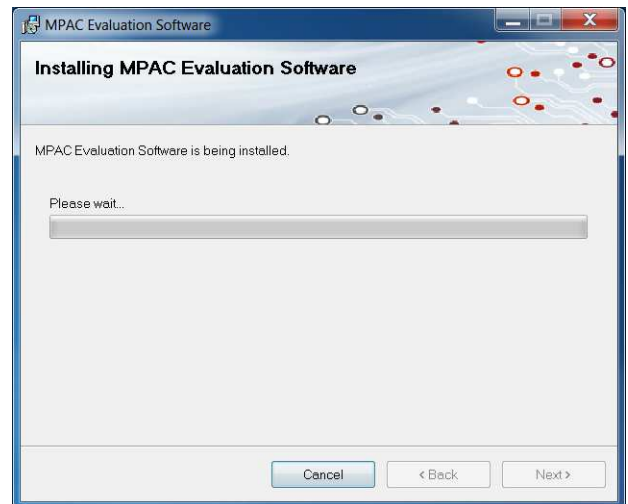 MPAC Evaluation Software
Installing MPAC Evaluation Software
MPAC Evaluation Software is being installed.
Please wait...
Cancel
< Back
Next >